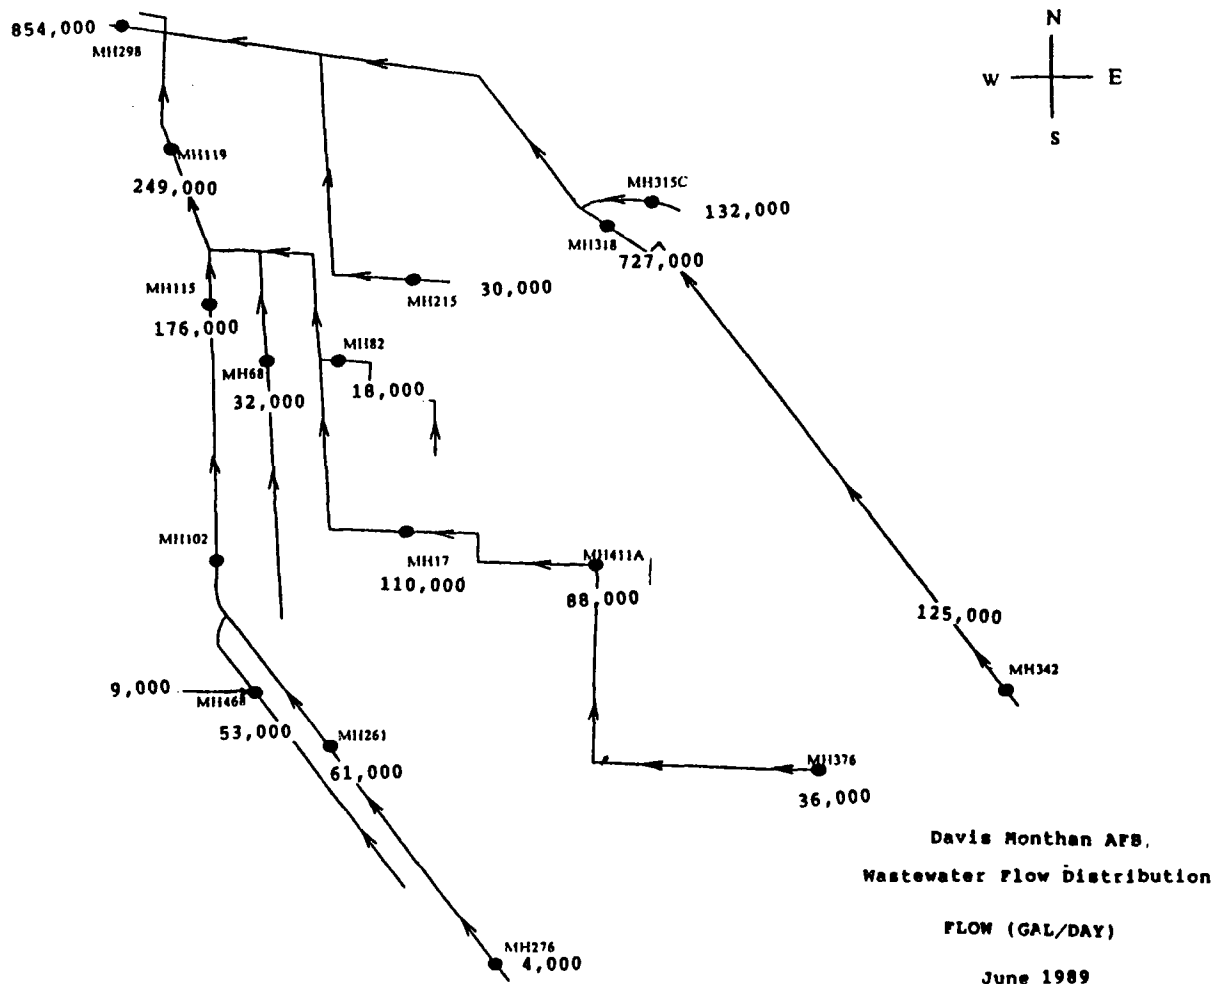 N
854,000
MH298
W
E
S
MH119
249,000
MH315C
132,000
MH318
727,000
MH115
176,000
MH215
30,000
MH82
MH68
18,000
32,000
MH102
MH17
110,000
MH411A
88,000
125,000
MH342
9,000
MH468
53,000
MH261
61,000
MH376
36,000
MH276
4,000
Davis Monthan AFB.
Wastewater Flow Distribution
FLOW (GAL/DAY)
June 1989